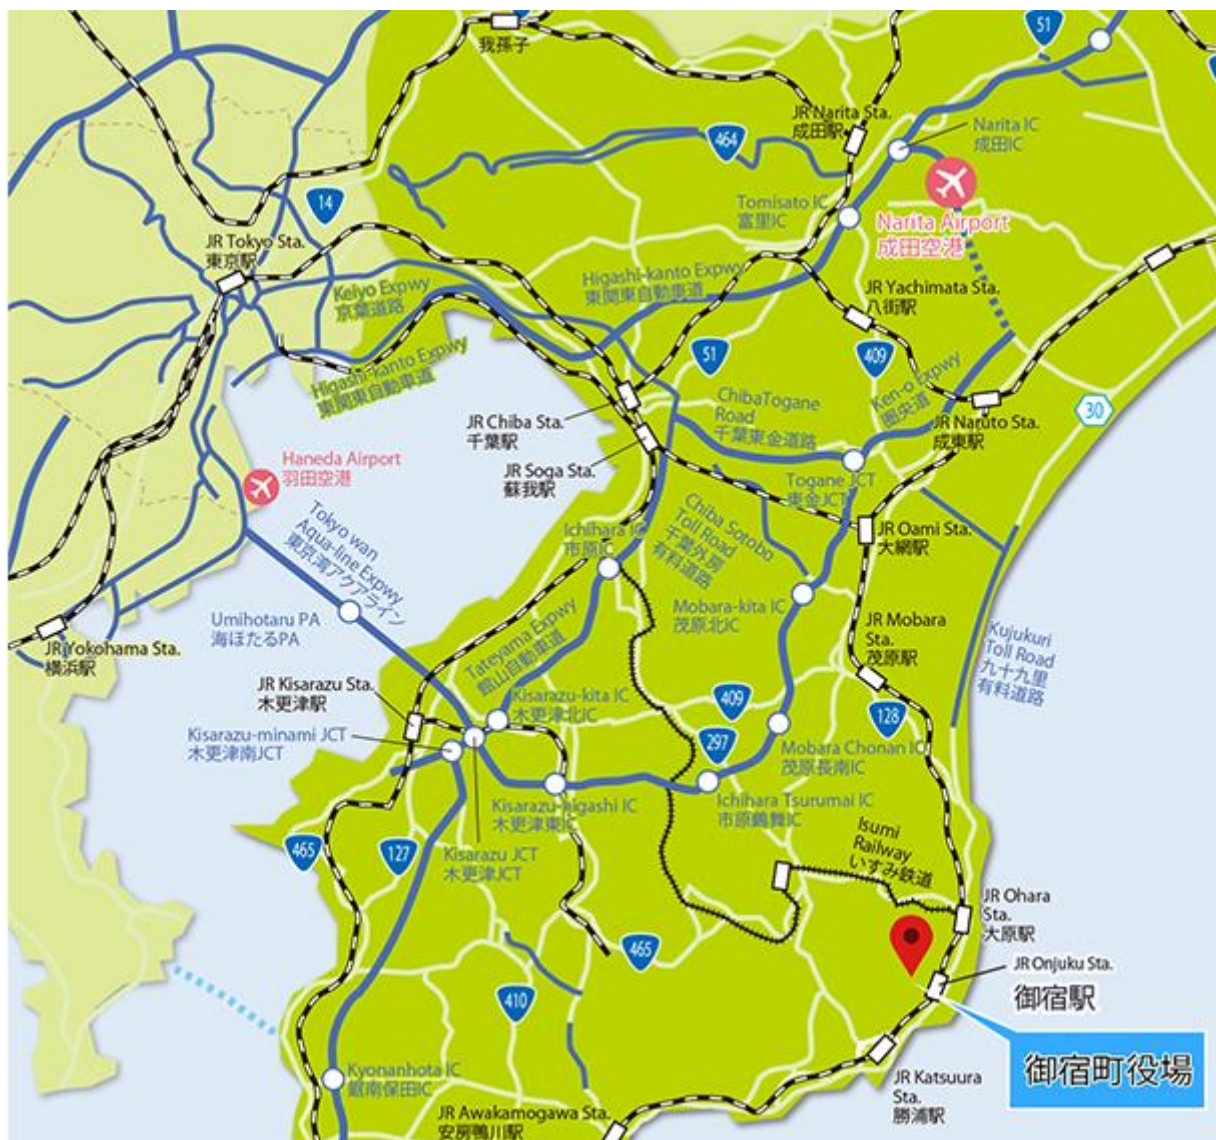 51
我孫子
JR Narita Sta.
成田駅
Narita IC
成田IC
464
14
Tomisato IC
富里IC
Narita Airport
成田空港
JR Tokyo Sta.
東京駅
Keiyo Expwy
京葉道路
Higashi-kanto Expwy
東関東自動車道
JR Yachimata Sta.
八街駅
51
409
Higashi-kanto Expwy
東関東自動車道
Ken-o Expwy
圏央道
ChibaTogane
Road
千葉東金道路
30
JR Chiba Sta.
千葉駅
JR Naruto Sta.
成東駅
Haneda Airport
羽田空港
JR Soga Sta.
蘇我駅
Togane JCT
東金JCT
Tokyo wan
Aqua-line Expwy
東京湾アクアライン
Ichihara IC
市原IC
Chiba Sotobo
Toll Road
千葉外房
有料道路
JR Oami Sta.
大網駅
Umihotaru PA
海ほたるPA
Mobara-kita IC
茂原北IC
JR Mobara
Sta.
茂原駅
Kujukuri
Toll Road
九十九里
有料道路
JR Yokohama Sta.
横浜駅
Tateyama Expwy
館山自動車道
JR Kisarazu Sta.
木更津駅
Kisarazu-kita IC
木更津北IC
409
128
Kisarazu-minami JCT
木更津南JCT
297
Mobara Chonan IC
茂原長南IC
Kisarazu-higashi IC
木更津東IC
Ichihara Tsurumai IC
市原鶴舞IC
465
127
Kisarazu JCT
木更津JCT
Isumi
Railway
いすみ鉄道
JR Ohara
Sta.
大原駅
465
JR Onjuku Sta.
御宿駅
410
御宿町役場
Kyonanhota IC
鋸南保田IC
JR Katsuura
Sta.
勝浦駅
JR Awakamogawa Sta.
安房鴨川駅